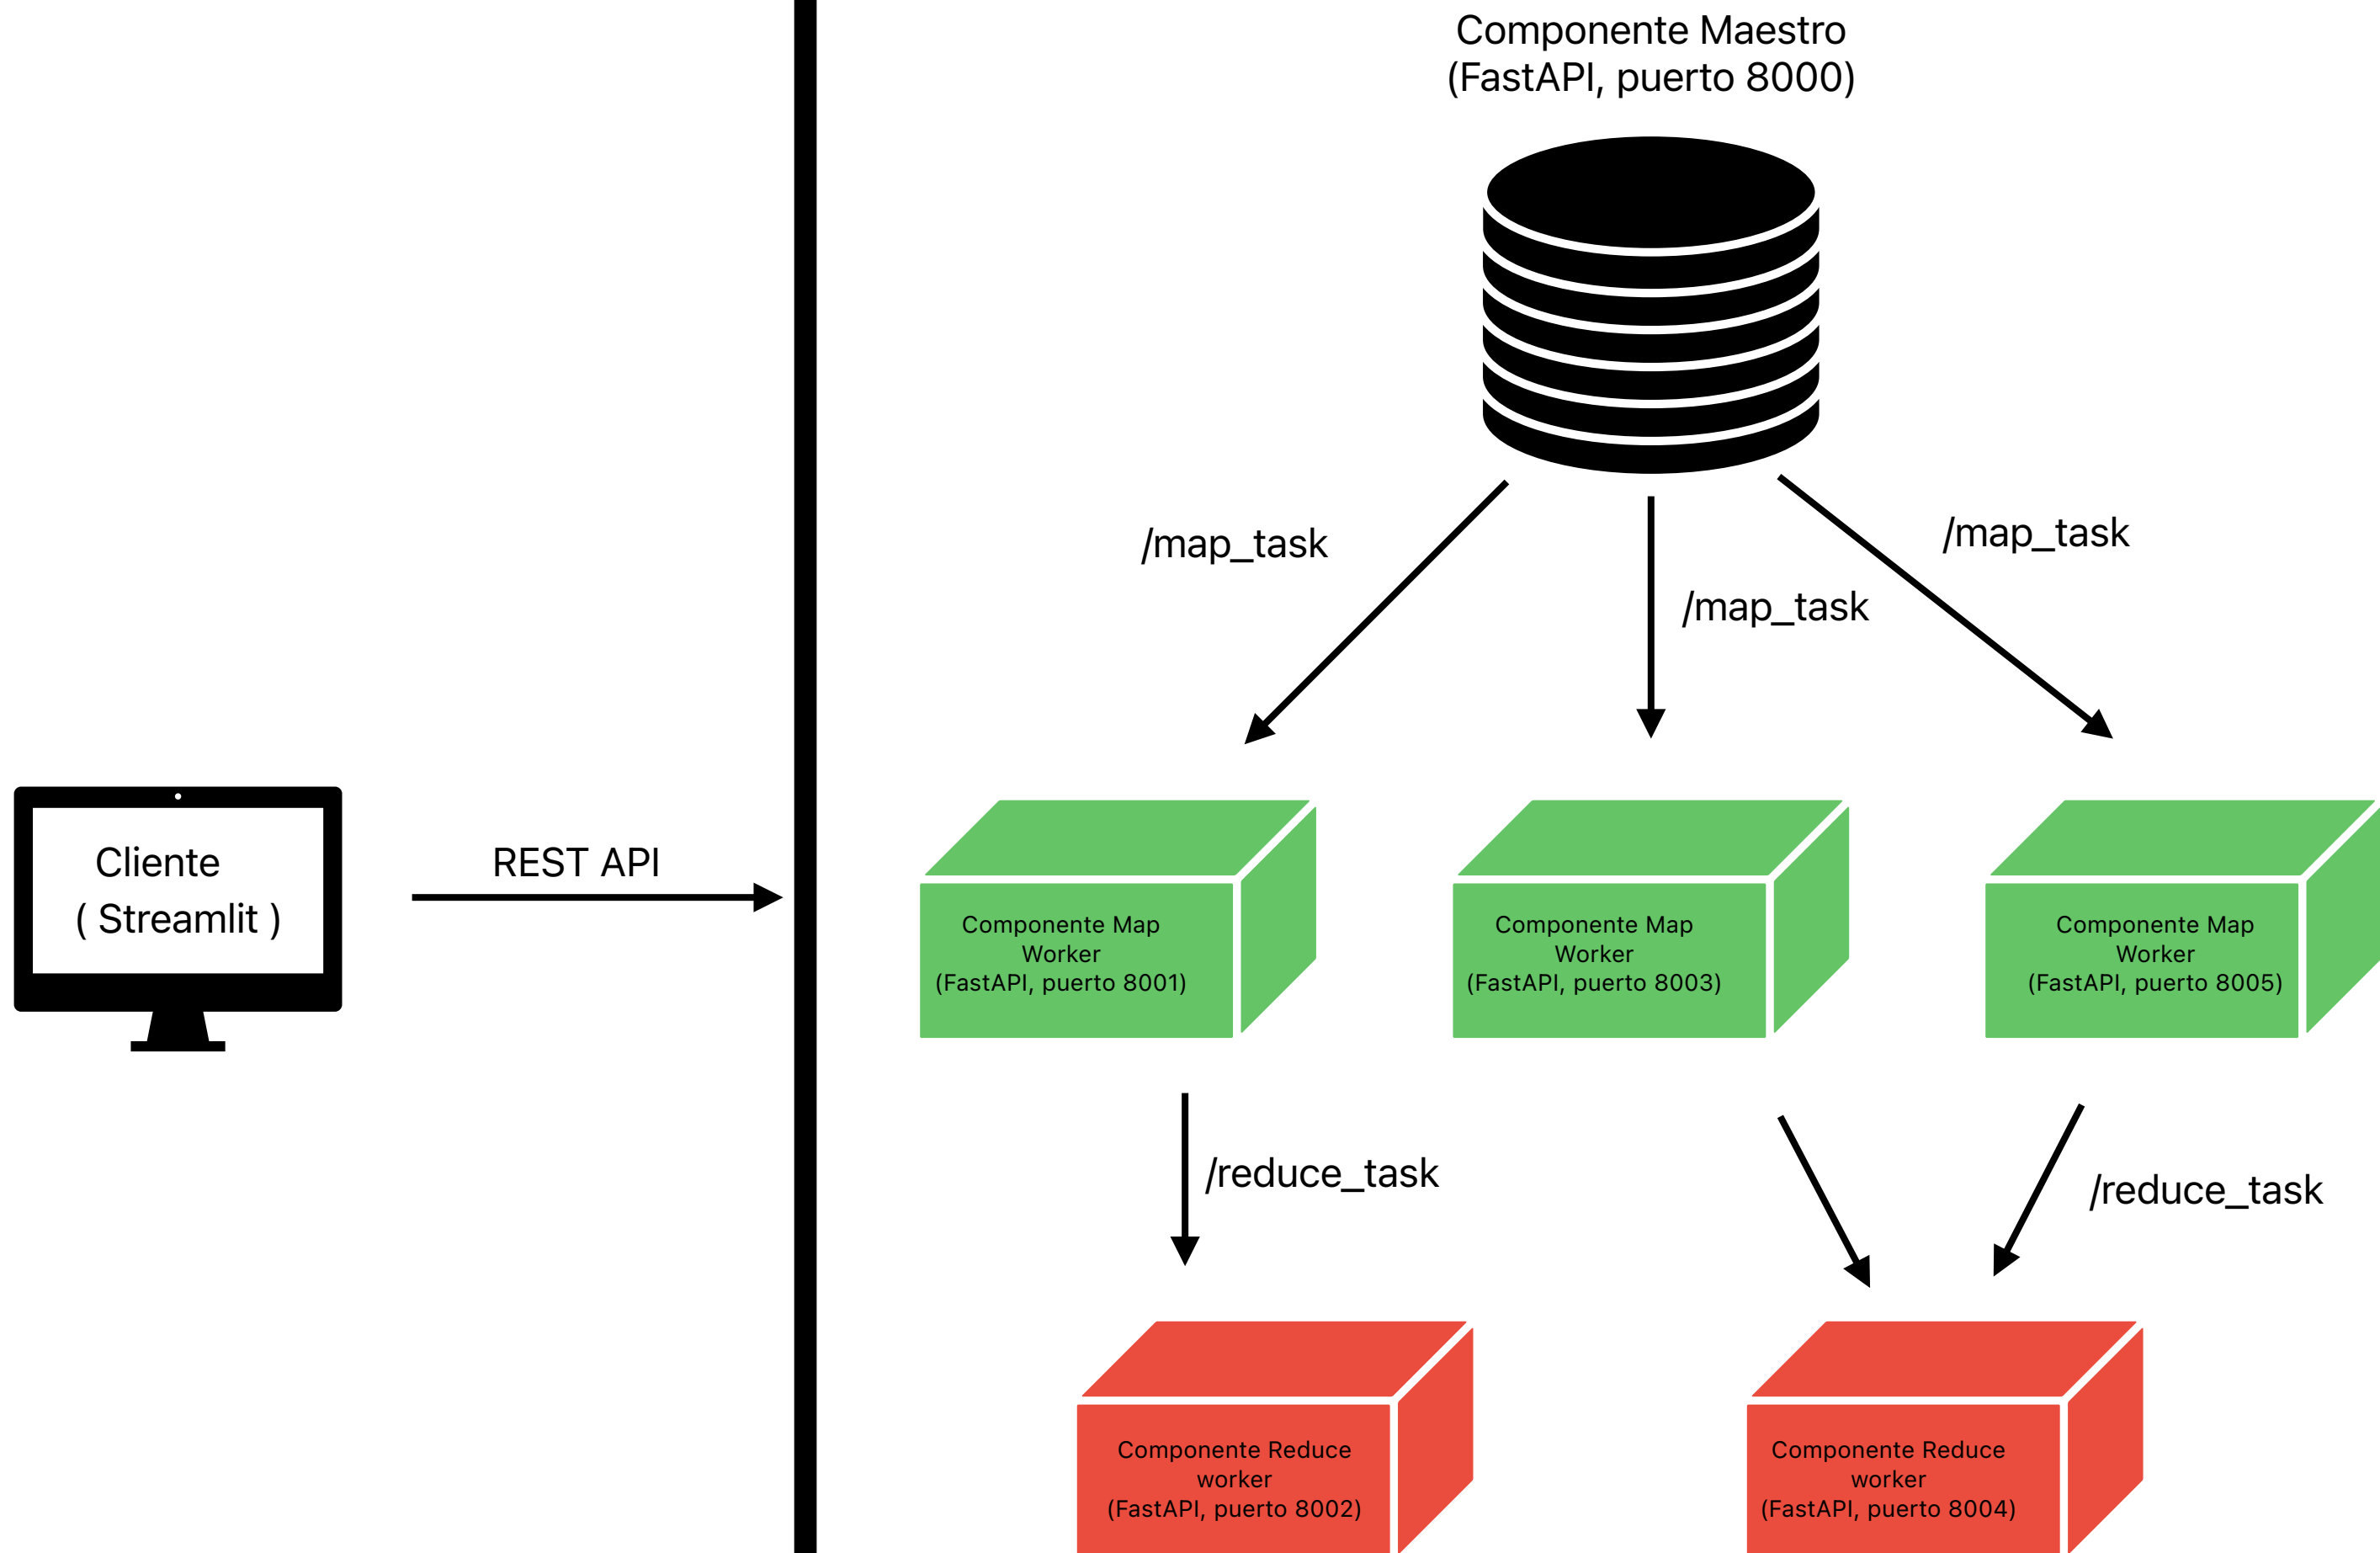 Componente Maestro
(FastAPI, puerto 8000)
/map_task
/map_task
/map_task
Cliente
( Streamlit )
REST API
Componente Map
Worker
(FastAPI, puerto 8001)
Componente Map
Worker
(FastAPI, puerto 8003)
Componente Map
Worker
(FastAPI, puerto 8005)
/reduce_task
/reduce_task
Componente Reduce
worker
(FastAPI, puerto 8002)
Componente Reduce
worker
(FastAPI, puerto 8004)